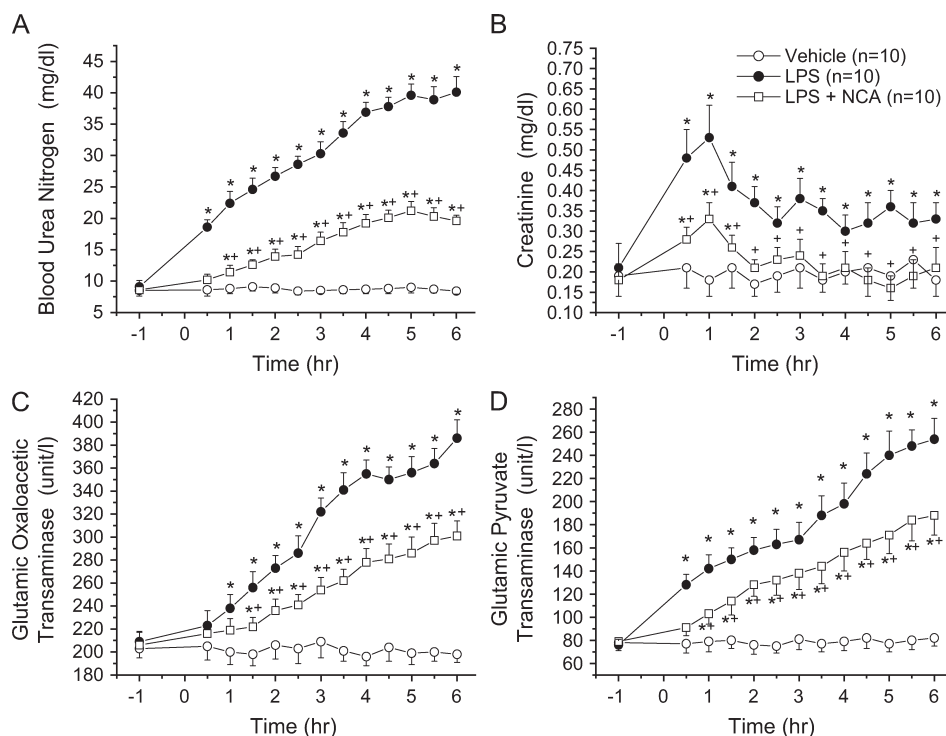 A
Blood Urea Nitrogen (mg/dl)
45
40
35
30
25
20
15
10
5
* * * * * * * * * * * *
*+ *+ *+ *+ *+ *+ *+ *+ *+ *+ *+
-1 0 1 2 3 4 5 6
Time (hr)
B
Creatinine (mg/dl)
0.75
0.70
0.65
0.60
0.55
0.50
0.45
0.40
0.35
0.30
0.25
0.20
0.15
0.10
Vehicle (n=10)
LPS (n=10)
LPS + NCA (n=10)
* * * * * * * * * * * *
*+ *+ *+ + + + + + + + + +
-1 0 1 2 3 4 5 6
Time (hr)
C
Glutamic Oxaloacetic
Transaminase (unit/l)
420
400
380
360
340
320
300
280
260
240
220
200
180
* * * * * * * * * * *
*+ *+ *+ *+ *+ *+ *+ *+ *+ *+
-1 0 1 2 3 4 5 6
Time (hr)
D
Glutamic Pyruvate
Transaminase (unit/l)
280
260
240
220
200
180
160
140
120
100
80
60
* * * * * * * * * * * *
*+ *+ *+ *+ *+ *+ *+ *+ *+ *+ *+
-1 0 1 2 3 4 5 6
Time (hr)